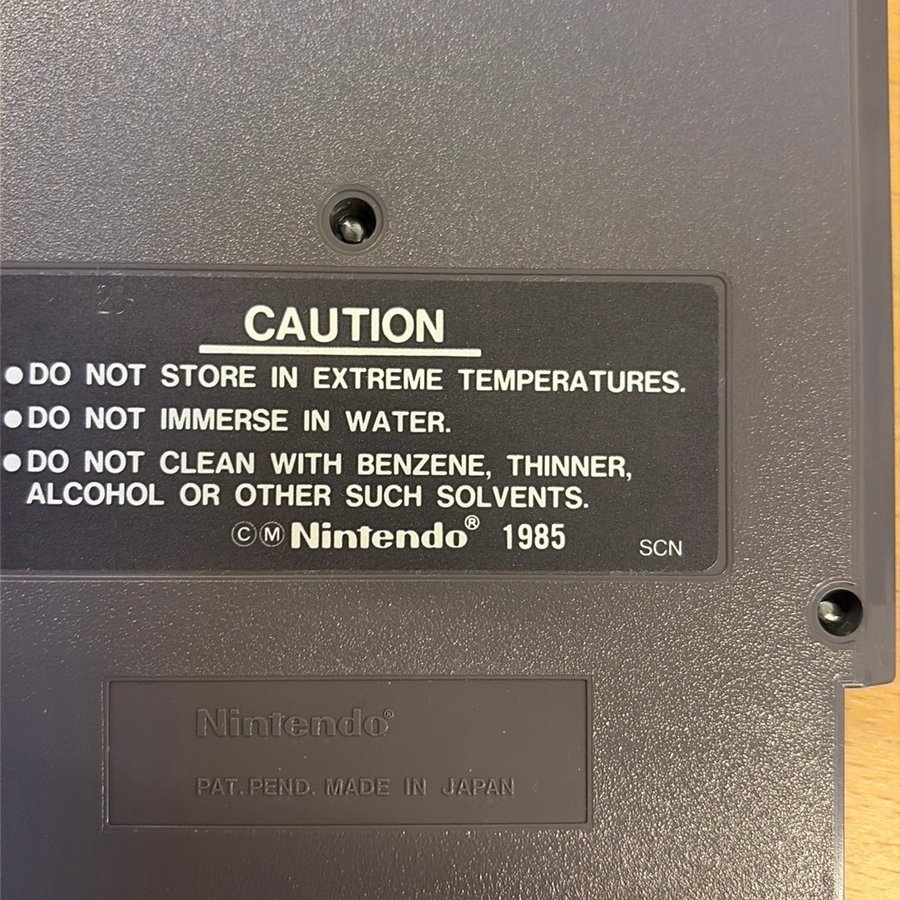 CAUTION
●DO NOT STORE IN EXTREME TEMPERATURES.
●DO NOT IMMERSE IN WATER.
●DO NOT CLEAN WITH BENZENE, THINNER,
ALCOHOL OR OTHER SUCH SOLVENTS.
ⒸⓂNintendo® 1985
SCN
Nintendo®
PAT. PEND. MADE IN JAPAN